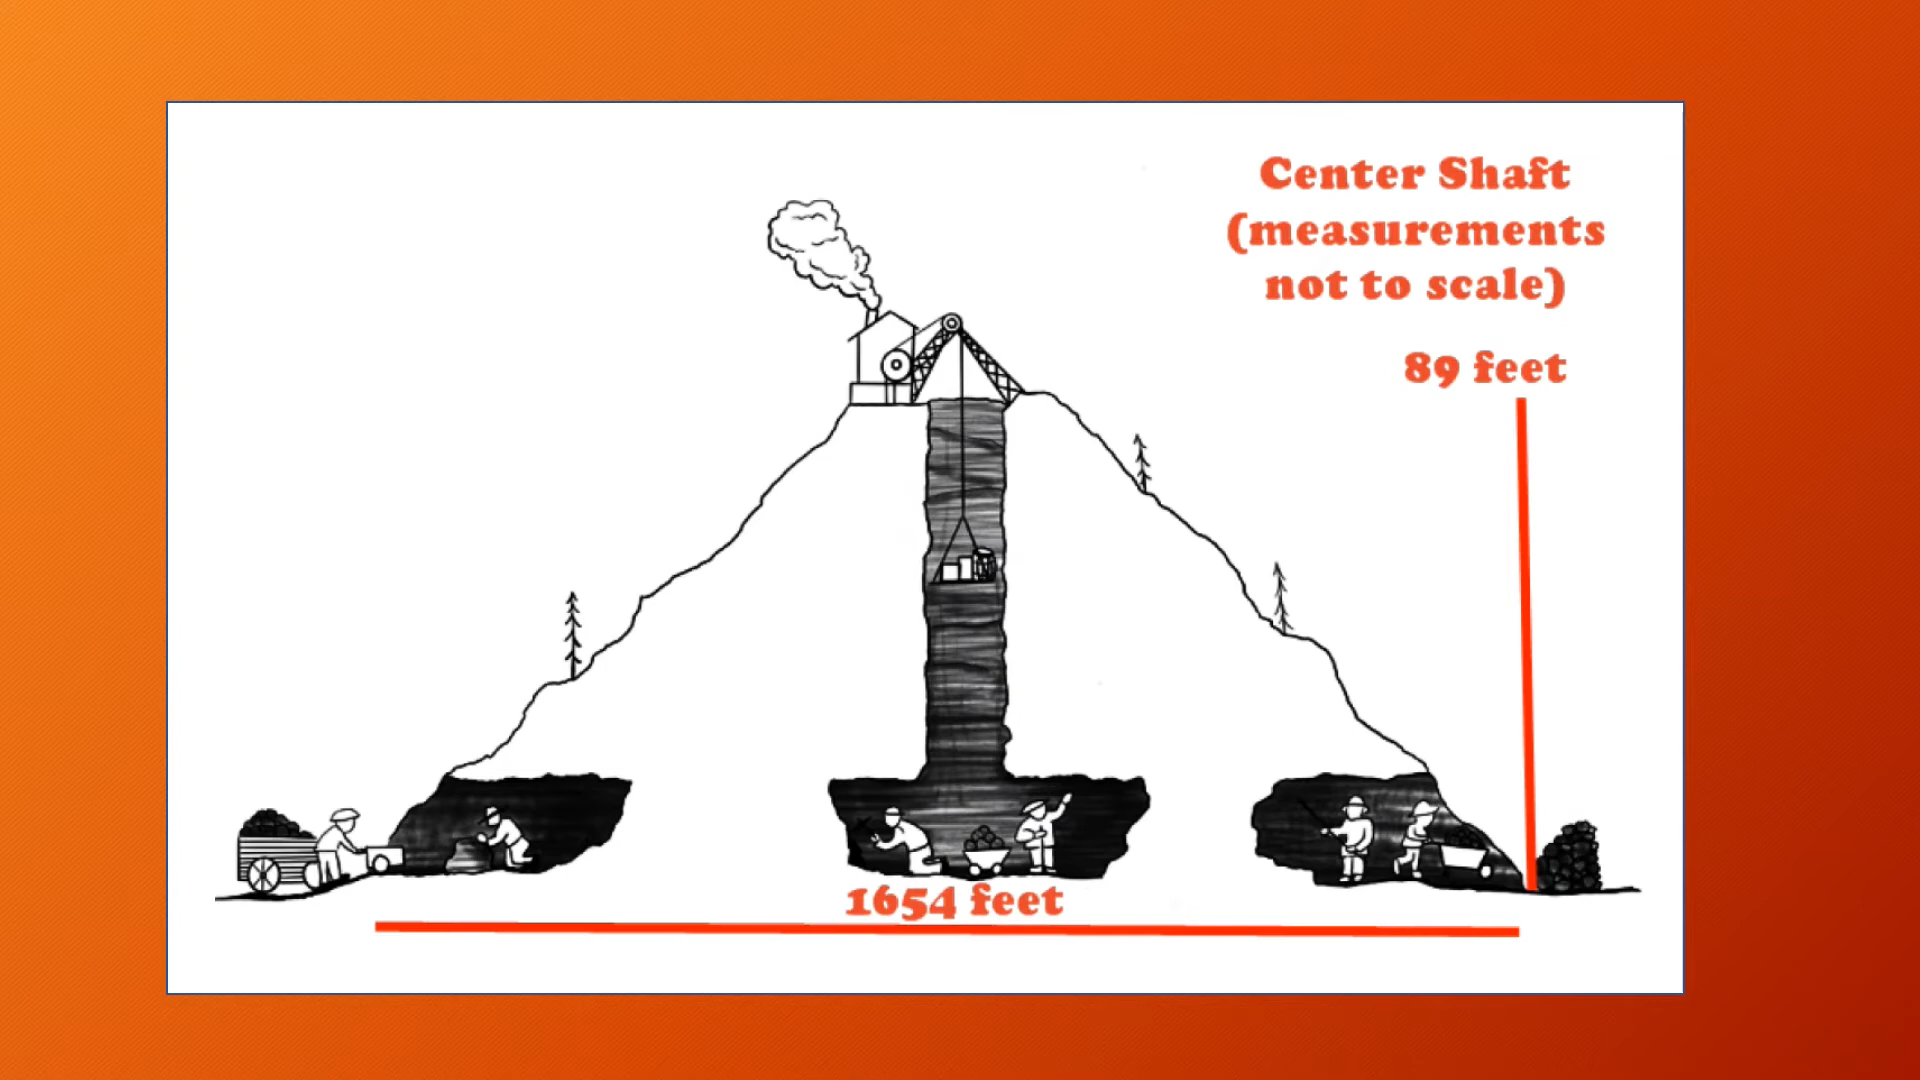 Center Shaft
(measurements
not to scale)
89 feet
1654 feet